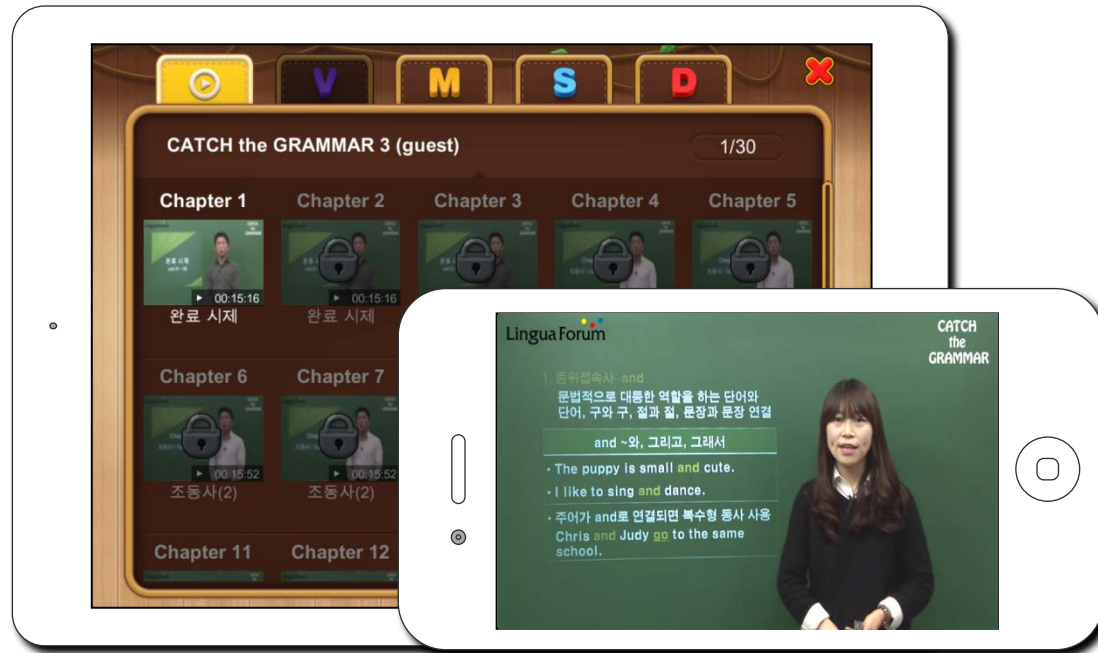 V M S D
CATCH the GRAMMAR 3 (guest)
1/30
Chapter 1
Chapter 2
Chapter 3
Chapter 4
Chapter 5
00:15:16
00:15:16
완료 시제
완료 시제
Chapter 6
Chapter 7
00:15:52
00:15:52
조동사(2)
조동사(2)
Chapter 11
Chapter 12
LinguaForum
CATCH
the
GRAMMAR
1. 등위접속사 and
문법적으로 대등한 역할을 하는 단어와
단어, 구와 구, 절과 절, 문장과 문장 연결
and ~와, 그리고, 그래서
· The puppy is small and cute.
· I like to sing and dance.
· 주어가 and로 연결되면 복수형 동사 사용
Chris and Judy go to the same
school.